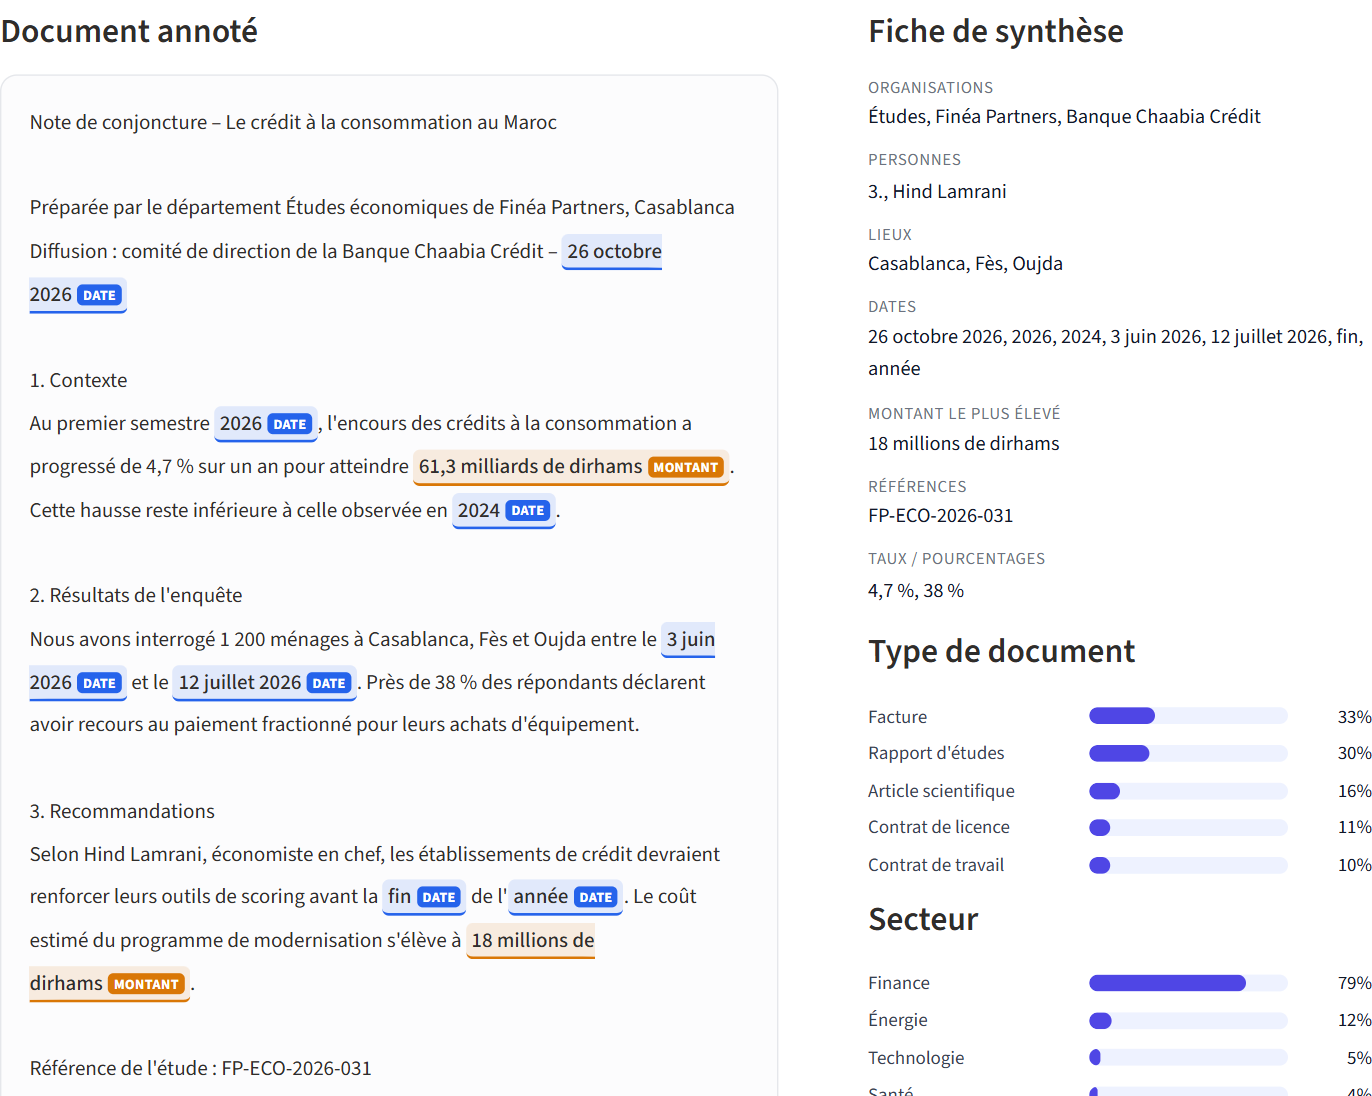 Document annoté
Note de conjoncture – Le crédit à la consommation au Maroc
Préparée par le département Études économiques de Finéa Partners, Casablanca
Diffusion : comité de direction de la Banque Chaabia Crédit – 26 octobre
2026 DATE
1. Contexte
Au premier semestre 2026 DATE , l'encours des crédits à la consommation a
progressé de 4,7 % sur un an pour atteindre 61,3 milliards de dirhams MONTANT .
Cette hausse reste inférieure à celle observée en 2024 DATE .
2. Résultats de l'enquête
Nous avons interrogé 1 200 ménages à Casablanca, Fès et Oujda entre le 3 juin
2026 DATE et le 12 juillet 2026 DATE . Près de 38 % des répondants déclarent
avoir recours au paiement fractionné pour leurs achats d'équipement.
3. Recommandations
Selon Hind Lamrani, économiste en chef, les établissements de crédit devraient
renforcer leurs outils de scoring avant la fin DATE de l' année DATE . Le coût
estimé du programme de modernisation s'élève à 18 millions de
dirhams MONTANT .
Référence de l'étude : FP-ECO-2026-031
Fiche de synthèse
ORGANISATIONS
Études, Finéa Partners, Banque Chaabia Crédit
PERSONNES
3., Hind Lamrani
LIEUX
Casablanca, Fès, Oujda
DATES
26 octobre 2026, 2026, 2024, 3 juin 2026, 12 juillet 2026, fin,
année
MONTANT LE PLUS ÉLEVÉ
18 millions de dirhams
RÉFÉRENCES
FP-ECO-2026-031
TAUX / POURCENTAGES
4,7 %, 38 %
Type de document
Facture 33%
Rapport d'études 30%
Article scientifique 16%
Contrat de licence 11%
Contrat de travail 10%
Secteur
Finance 79%
Énergie 12%
Technologie 5%
Santé 4%